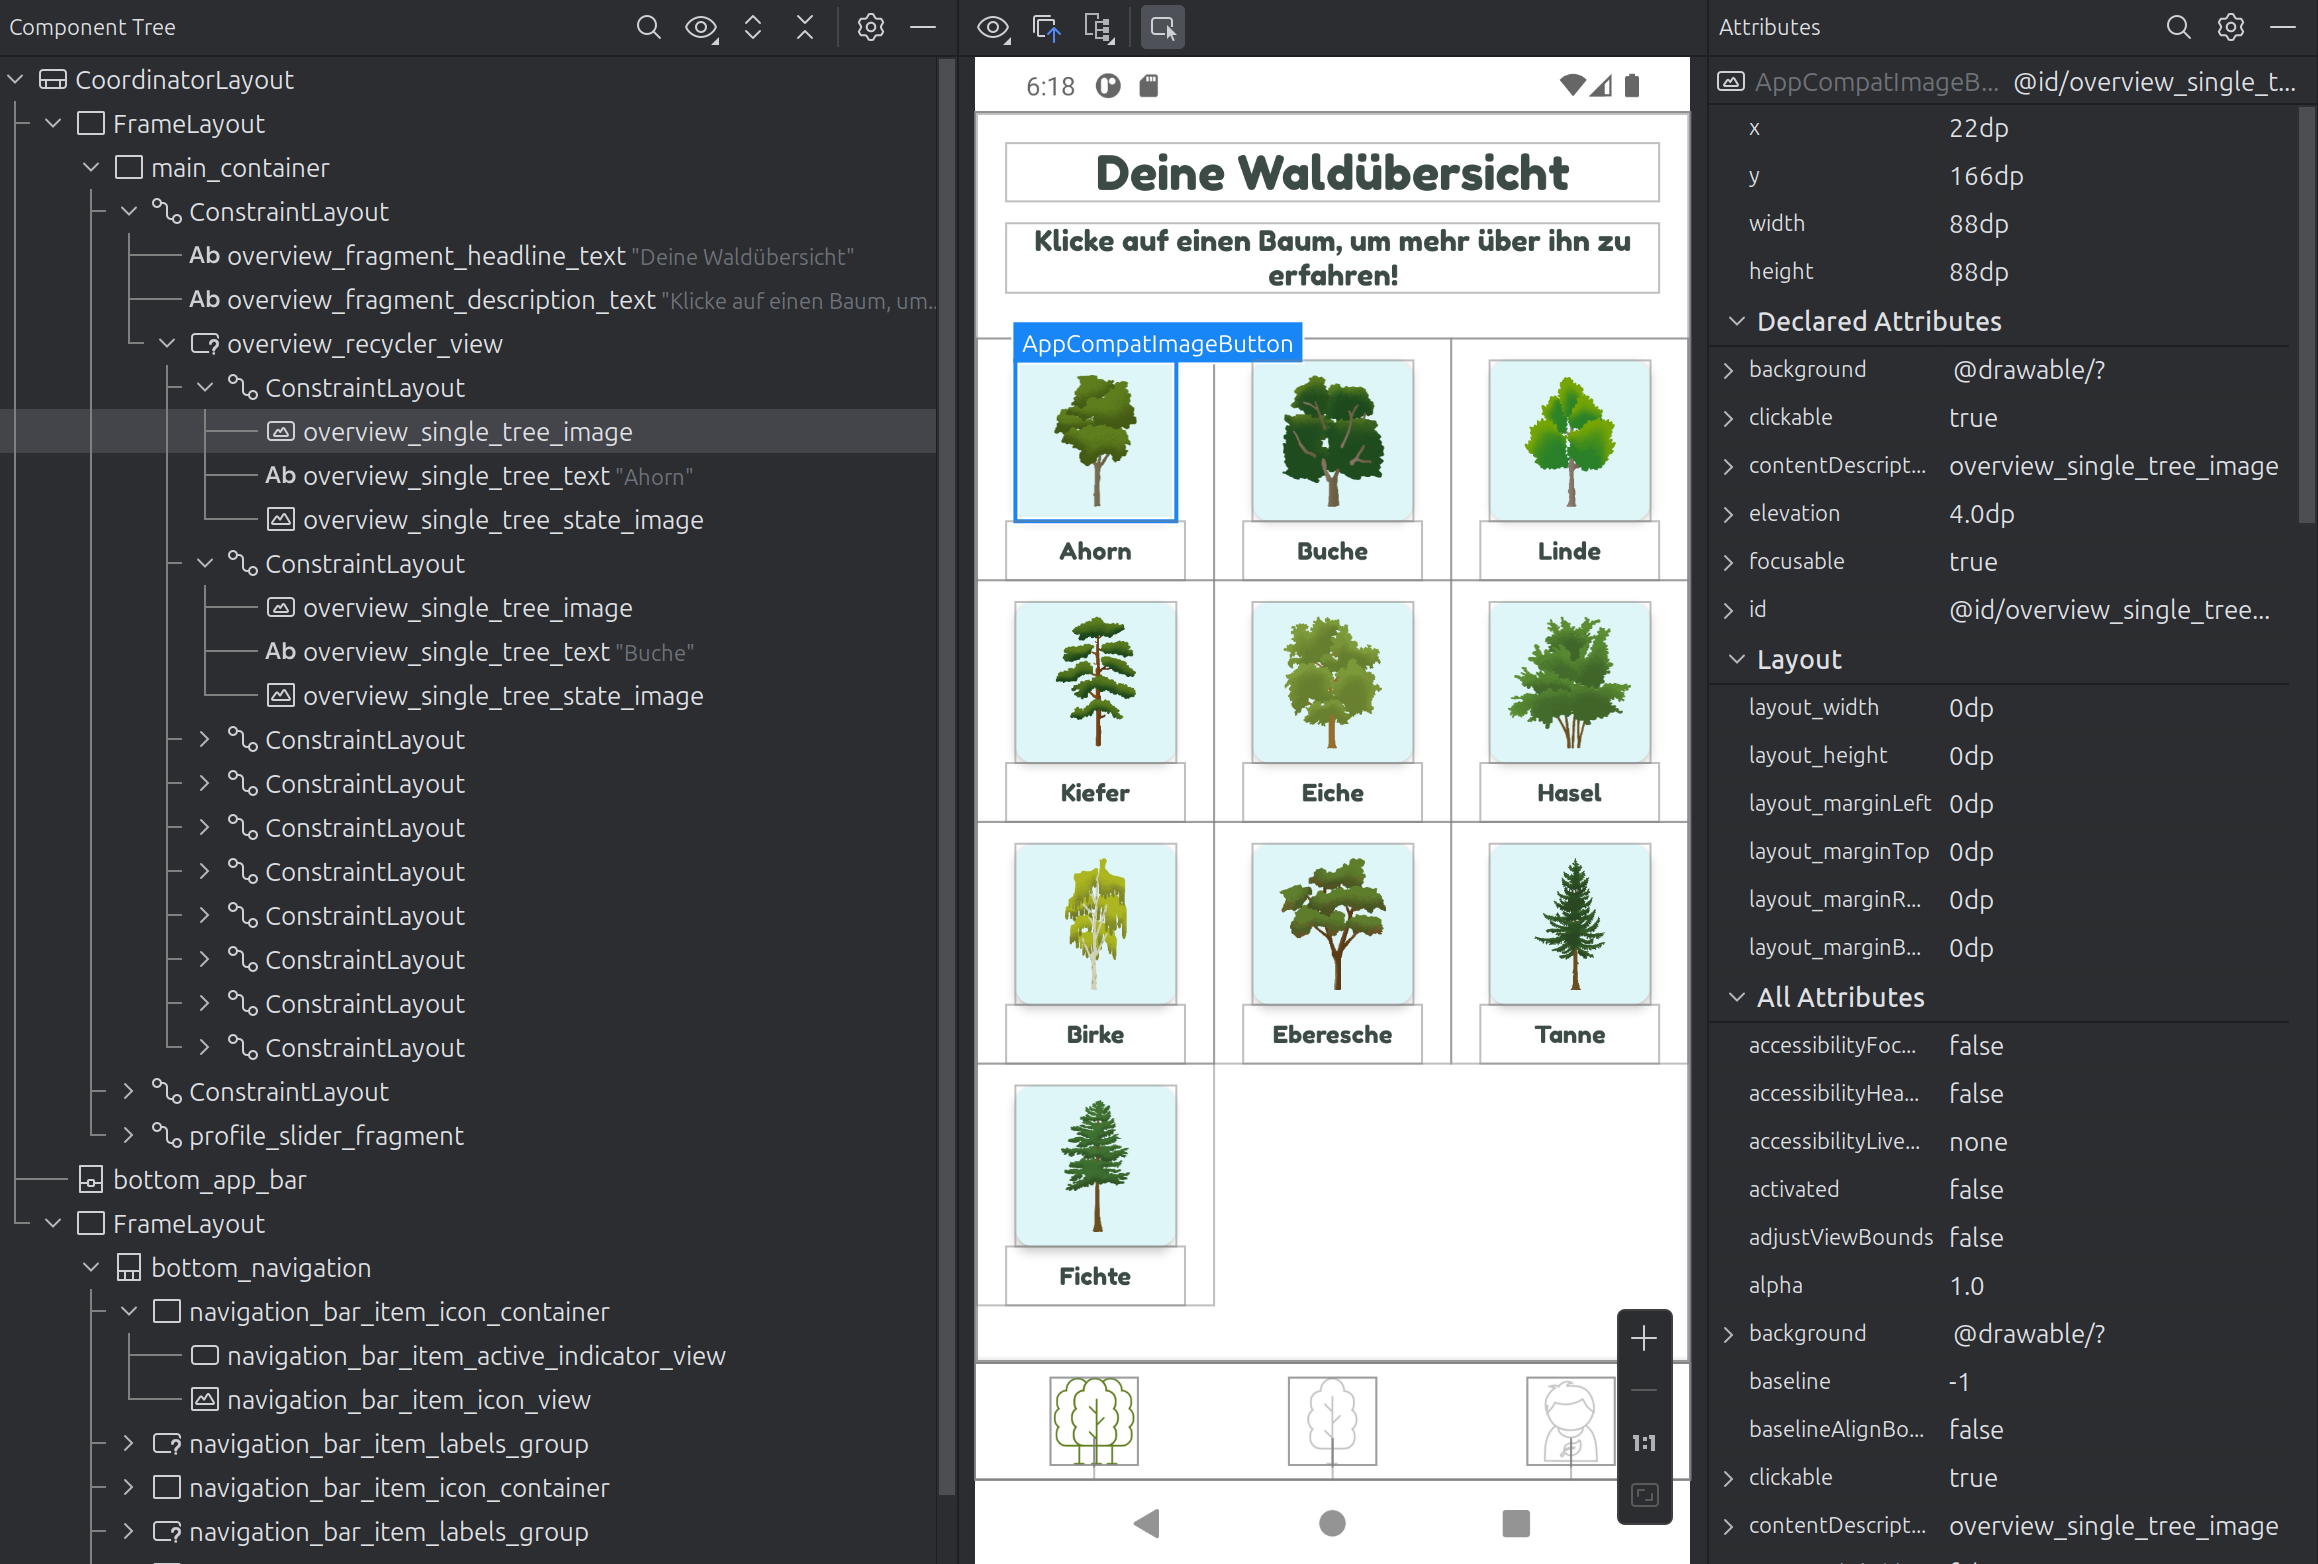 Component Tree
CoordinatorLayout
FrameLayout
main_container
ConstraintLayout
Ab overview_fragment_headline_text "Deine Waldübersicht"
Ab overview_fragment_description_text "Klicke auf einen Baum, um...
overview_recycler_view
ConstraintLayout
overview_single_tree_image
Ab overview_single_tree_text "Ahorn"
overview_single_tree_state_image
ConstraintLayout
overview_single_tree_image
Ab overview_single_tree_text "Buche"
overview_single_tree_state_image
ConstraintLayout
ConstraintLayout
ConstraintLayout
ConstraintLayout
ConstraintLayout
ConstraintLayout
ConstraintLayout
ConstraintLayout
ConstraintLayout
profile_slider_fragment
bottom_app_bar
FrameLayout
bottom_navigation
navigation_bar_item_icon_container
navigation_bar_item_active_indicator_view
navigation_bar_item_icon_view
navigation_bar_item_labels_group
navigation_bar_item_icon_container
navigation_bar_item_labels_group
6:18
Deine Waldübersicht
Klicke auf einen Baum, um mehr über ihn zu
erfahren!
AppCompatImageButton
Ahorn Buche Linde
Kiefer Eiche Hasel
Birke Eberesche Tanne
Fichte
1:1
Attributes
AppCompatImageB... @id/overview_single_t...
x 22dp
y 166dp
width 88dp
height 88dp
Declared Attributes
background @drawable/?
clickable true
contentDescript... overview_single_tree_image
elevation 4.0dp
focusable true
id @id/overview_single_tree...
Layout
layout_width 0dp
layout_height 0dp
layout_marginLeft 0dp
layout_marginTop 0dp
layout_marginR... 0dp
layout_marginB... 0dp
All Attributes
accessibilityFoc... false
accessibilityHea... false
accessibilityLive... none
activated false
adjustViewBounds false
alpha 1.0
background @drawable/?
baseline -1
baselineAlignBo... false
clickable true
contentDescript... overview_single_tree_image